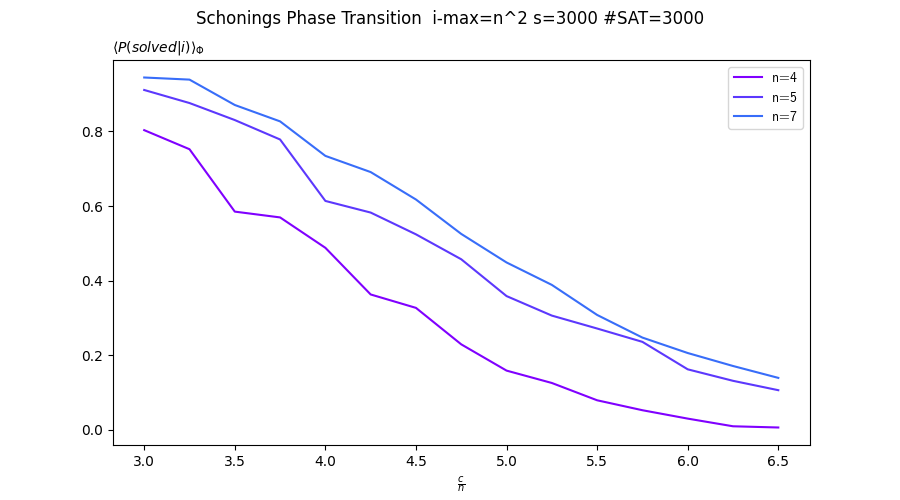 Schonings Phase Transition i-max=n^2 s=3000 #SAT=3000
⟨P(solved|i)⟩Φ
n=4
n=5
n=7
0.8
0.6
0.4
0.2
0.0
3.0 3.5 4.0 4.5 5.0 5.5 6.0 6.5
c/n